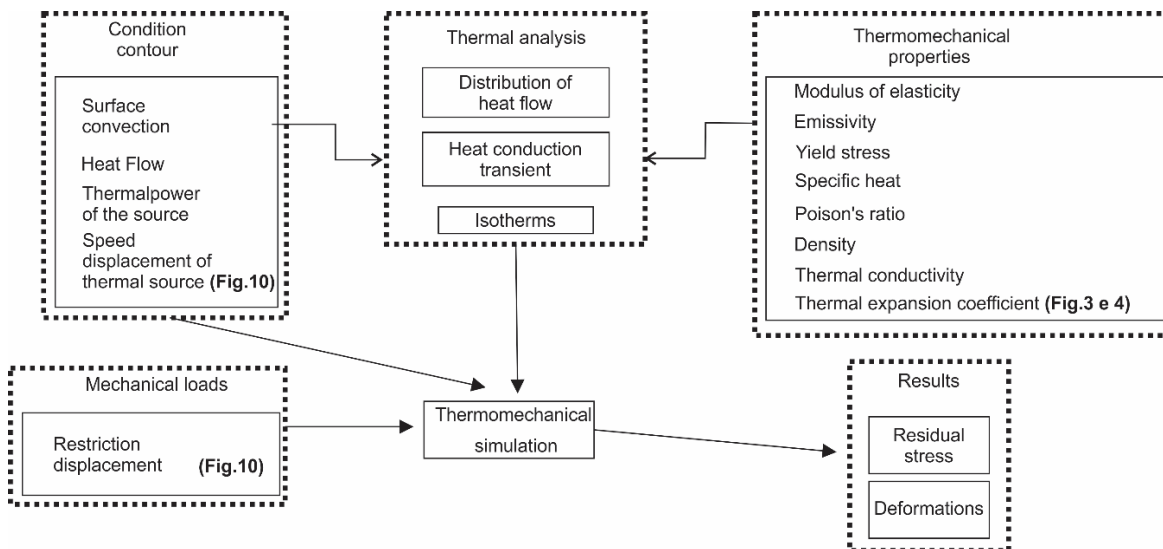 Condition
contour
Surface
convection
Heat Flow
Thermalpower
of the source
Speed
displacement of
thermal source (Fig.10)
Thermal analysis
Distribution of
heat flow
Heat conduction
transient
Isotherms
Thermomechanical
properties
Modulus of elasticity
Emissivity
Yield stress
Specific heat
Poison's ratio
Density
Thermal conductivity
Thermal expansion coefficient (Fig.3 e 4)
Mechanical loads
Restriction
displacement (Fig.10)
Thermomechanical
simulation
Results
Residual
stress
Deformations